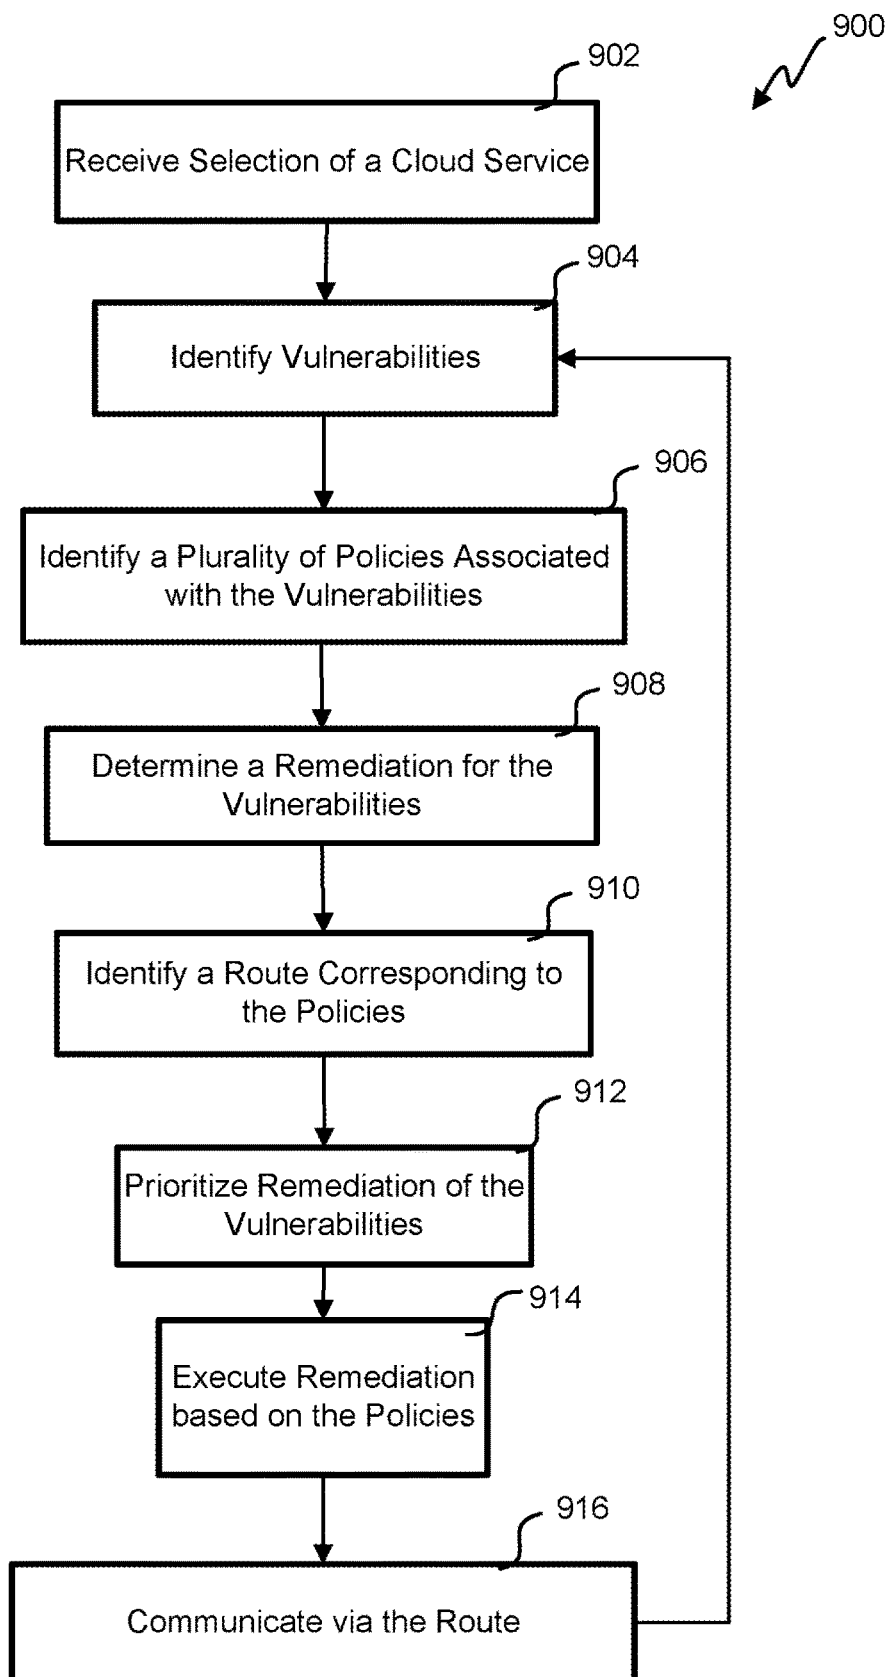 900
902
Receive Selection of a Cloud Service
904
Identify Vulnerabilities
906
Identify a Plurality of Policies Associated
with the Vulnerabilities
908
Determine a Remediation for the
Vulnerabilities
910
Identify a Route Corresponding to
the Policies
912
Prioritize Remediation of the
Vulnerabilities
914
Execute Remediation
based on the Policies
916
Communicate via the Route